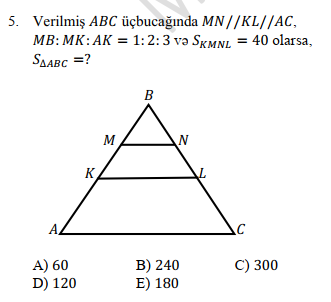 5. Verilmiş ABC üçbucağında MN//KL//AC,
MB: MK: AK = 1: 2: 3 və S_KMNL = 40 olarsa,
S_ΔABC =?
B
M N
K L
A C
A) 60 B) 240 C) 300
D) 120 E) 180